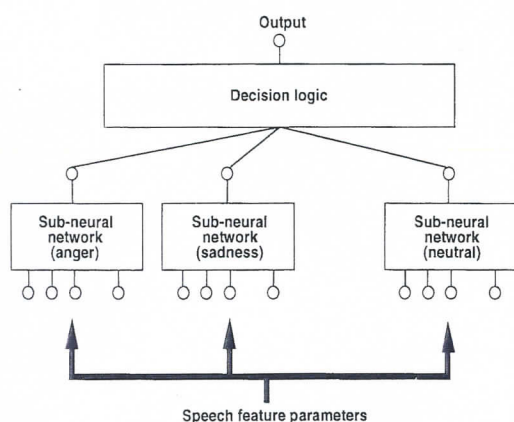 Output
Decision logic
Sub-neural
network
(anger)
Sub-neural
network
(sadness)
Sub-neural
network
(neutral)
Speech feature parameters